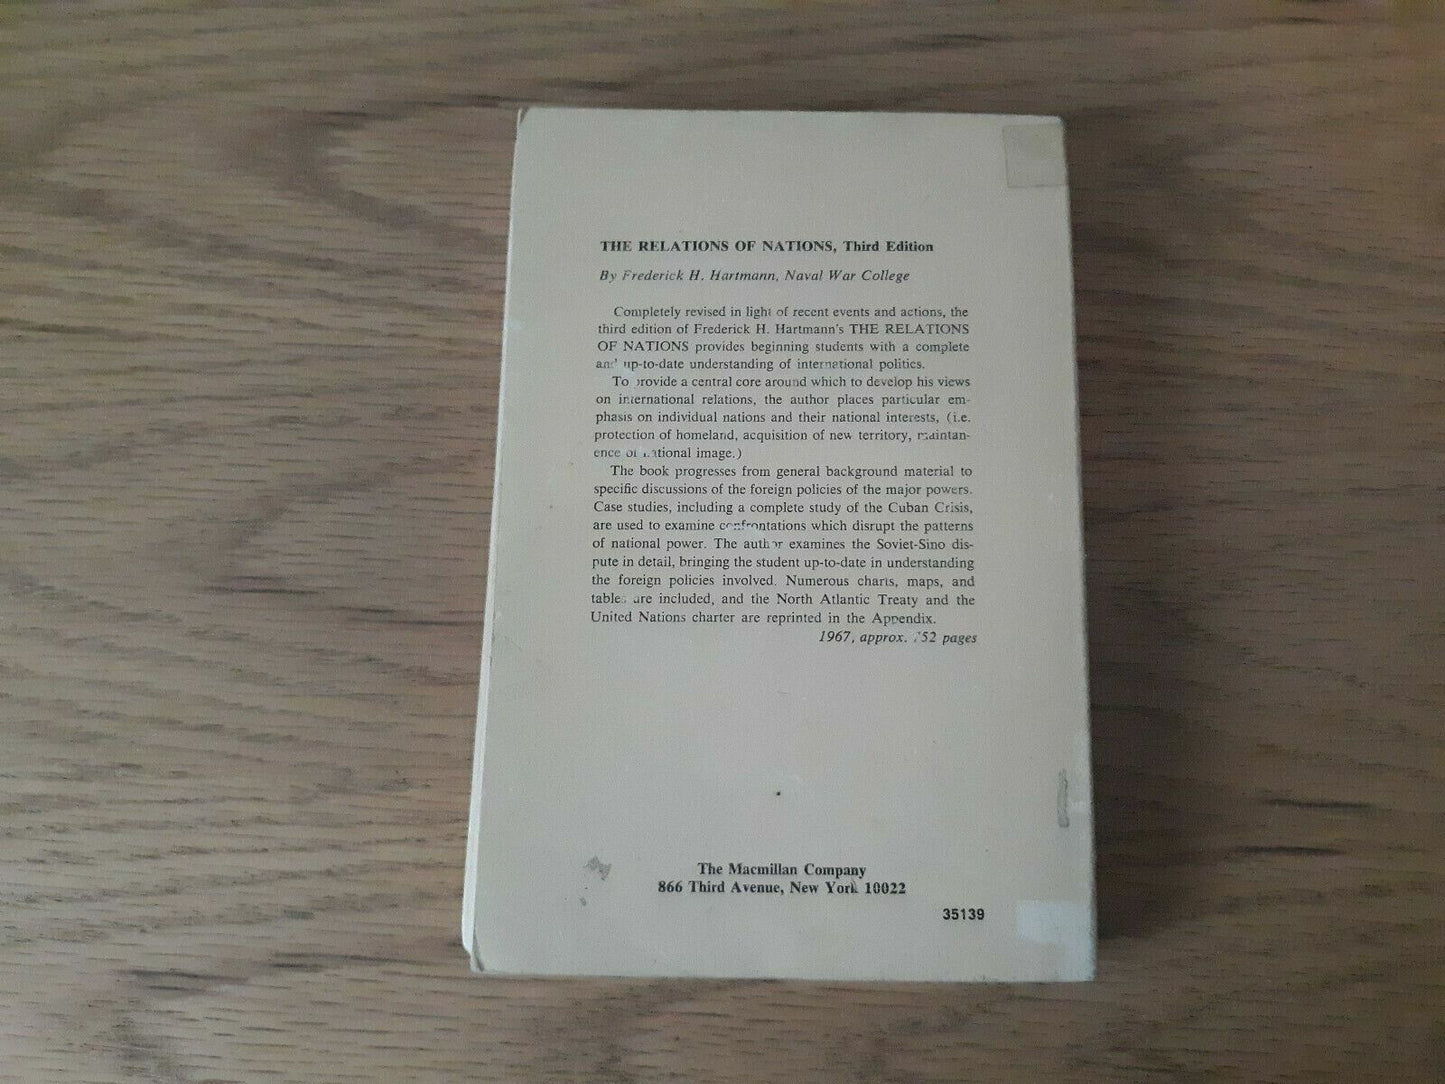 THE RELATIONS OF NATIONS, Third Edition
By Frederick H. Hartmann, Naval War College
Completely revised in light of recent events and actions, the
third edition of Frederick H. Hartmann's THE RELATIONS
OF NATIONS provides beginning students with a complete
and up-to-date understanding of international politics.
To provide a central core around which to develop his views
on international relations, the author places particular em-
phasis on individual nations and their national interests, (i.e.
protection of homeland, acquisition of new territory, maintan-
ence of national image.)
The book progresses from general background material to
specific discussions of the foreign policies of the major powers.
Case studies, including a complete study of the Cuban Crisis,
are used to examine confrontations which disrupt the patterns
of national power. The author examines the Soviet-Sino dis-
pute in detail, bringing the student up-to-date in understanding
the foreign policies involved. Numerous charts, maps, and
tables are included, and the North Atlantic Treaty and the
United Nations charter are reprinted in the Appendix.
1967, approx. pages
The Macmillan Company
866 Third Avenue, New York 10022
35139